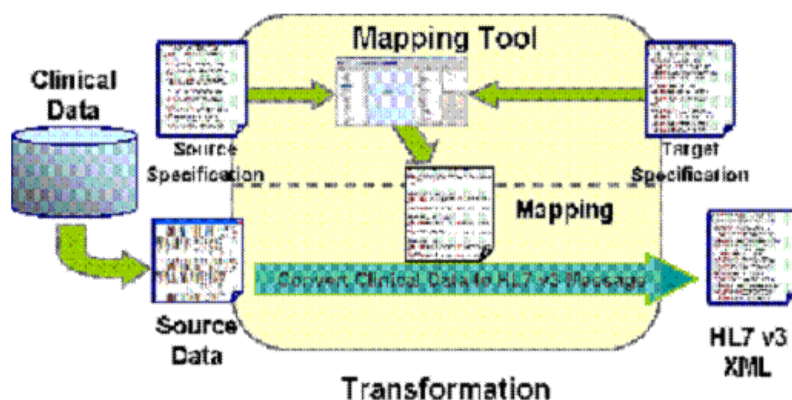 Mapping Tool
Clinical
Data
Source
Specification
Target
Specification
Mapping
Convert Clinical Data to HL7 v3 Message
Source
Data
HL7 v3
XML
Transformation